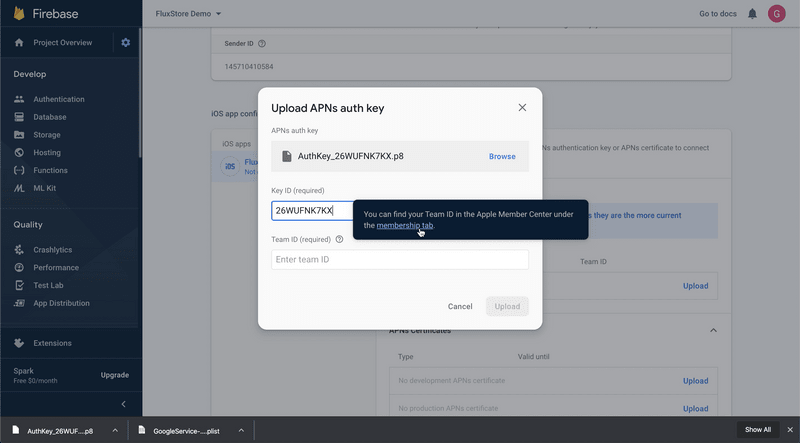 Firebase
FluxStore Demo
Go to docs
G
Project Overview
Sender ID
145710410584
Develop
Authentication
Database
Storage
Hosting
Functions
ML Kit
Quality
Crashlytics
Performance
Test Lab
App Distribution
Extensions
Spark
Free $0/month
Upgrade
iOS app confi
iOS apps
iOS
Flux
Not
authentication key or APNs certificate to connect
s they are the more current
Team ID
Upload
Upload APNs auth key
APNs auth key
AuthKey_26WUFNK7KX.p8
Browse
Key ID (required)
26WUFNK7KX
You can find your Team ID in the Apple Member Center under
the membership tab.
Team ID (required)
Enter team ID
Cancel
Upload
APNs Certificates
Type
Valid until
No development APNs certificate
Upload
No production APNs certificate
Upload
AuthKey_26WUF....p8
GoogleService-....plist
Show All